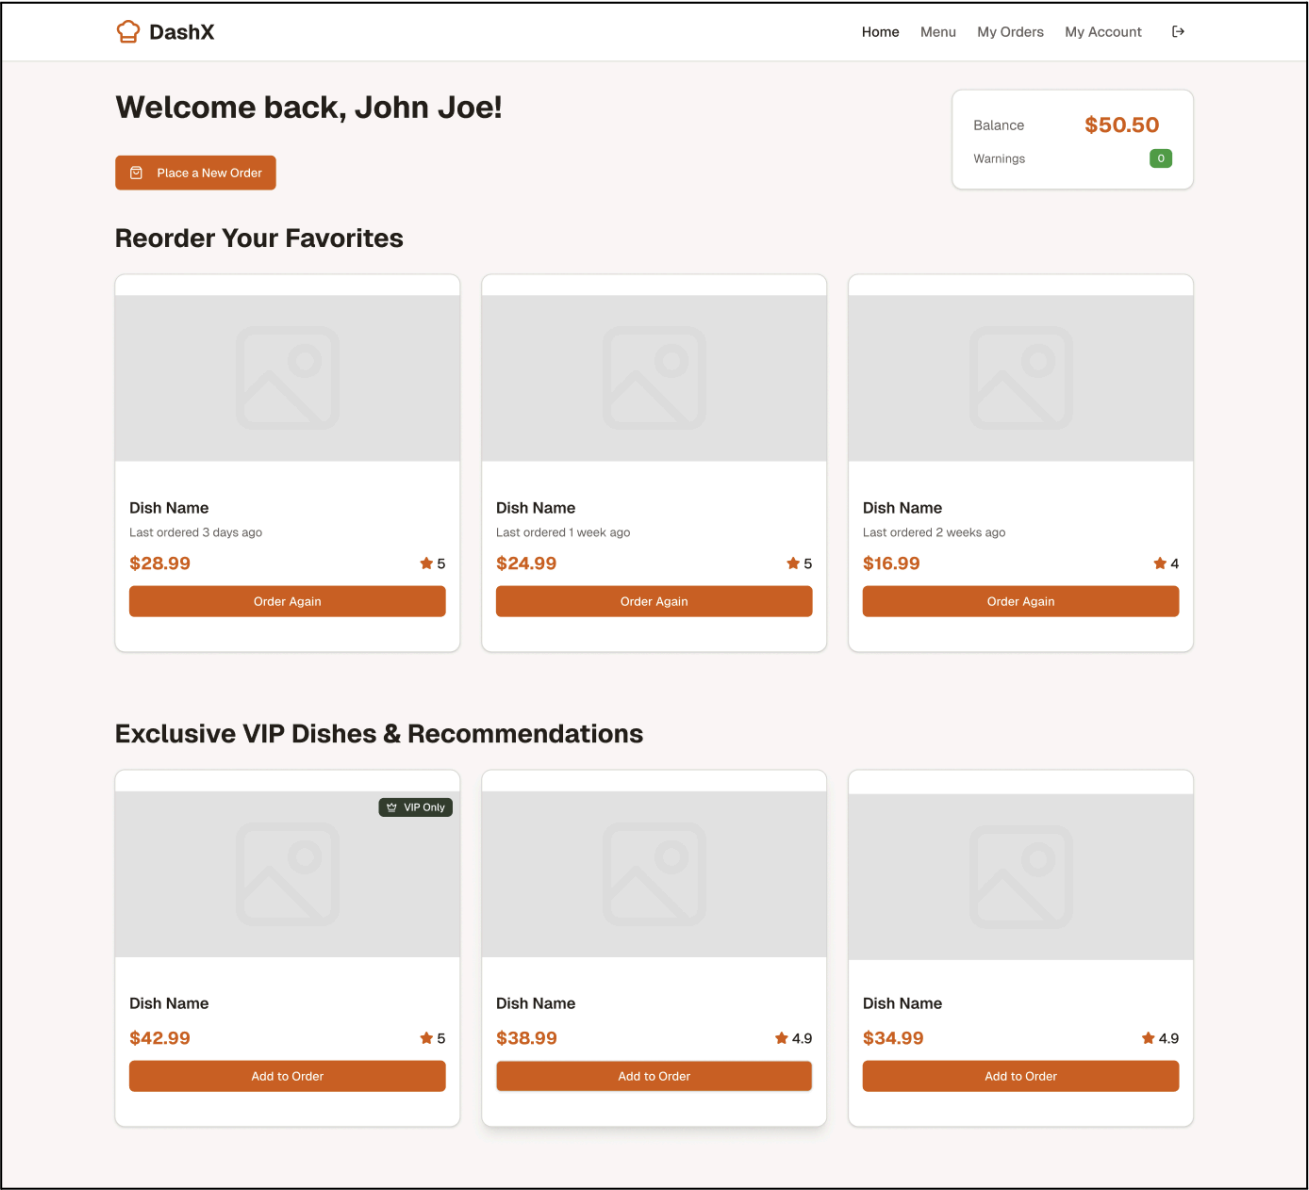 DashX
Home Menu My Orders My Account
Welcome back, John Joe!
Balance $50.50
Warnings 0
Place a New Order
Reorder Your Favorites
Dish Name
Last ordered 3 days ago
$28.99 5
Order Again
Dish Name
Last ordered 1 week ago
$24.99 5
Order Again
Dish Name
Last ordered 2 weeks ago
$16.99 4
Order Again
Exclusive VIP Dishes & Recommendations
VIP Only
Dish Name
$42.99 5
Add to Order
Dish Name
$38.99 4.9
Add to Order
Dish Name
$34.99 4.9
Add to Order